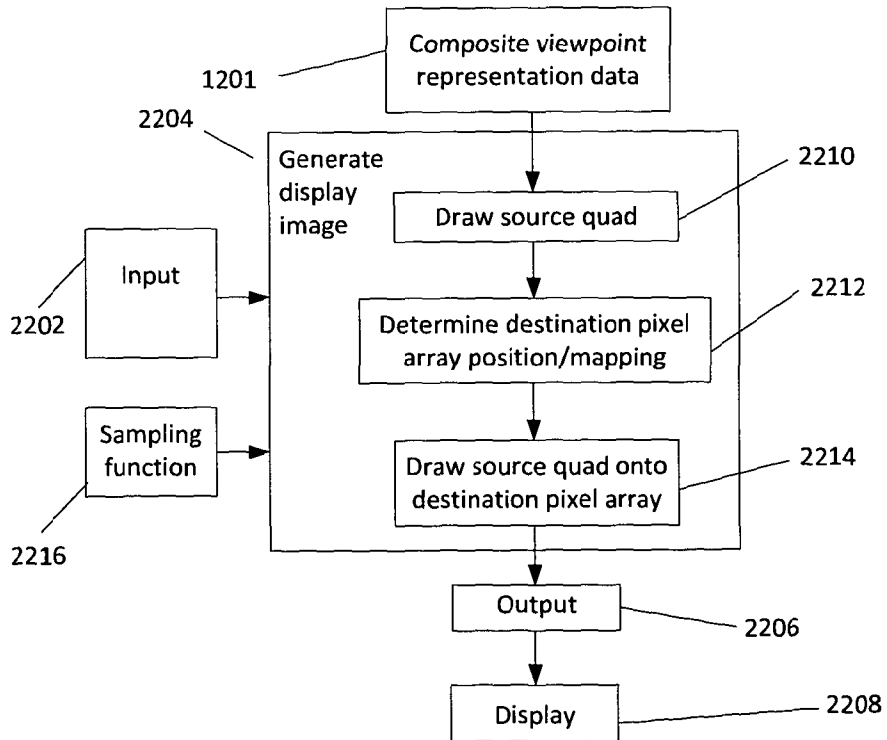 Composite viewpoint
representation data
1201
2204
Generate
display
image
2210
Draw source quad
Input
2202
2212
Determine destination pixel
array position/mapping
Sampling
function
2216
2214
Draw source quad onto
destination pixel array
Output
2206
Display
2208